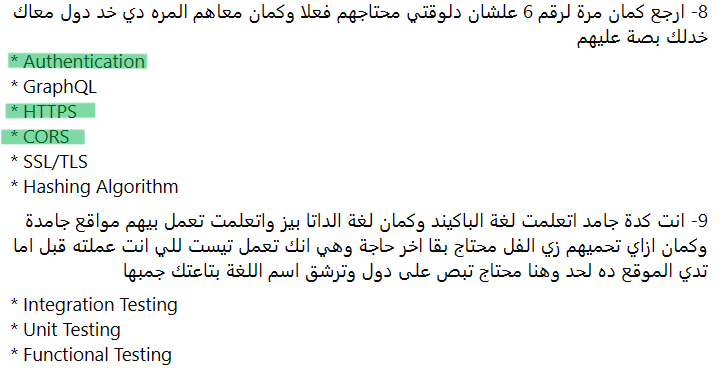 8- ارجع كمان مرة لرقم 6 علشان دلوقتي محتاجهم فعلا وكمان معاهم المره دي خد دول معاك
خدلك بصة عليهم
* Authentication
* GraphQL
* HTTPS
* CORS
* SSL/TLS
* Hashing Algorithm
9- انت كدة جامد اتعلمت لغة الباكيند وكمان لغة الداتا بيز واتعلمت تعمل بيهم مواقع جامدة
وكمان ازاي تحميهم زي الفل محتاج بقا اخر حاجة وهي انك تعمل تيست للي انت عملته قبل اما
تدي الموقع ده لحد وهنا محتاج تبص على دول وترشق اسم اللغة بتاعتك جمبها
* Integration Testing
* Unit Testing
* Functional Testing